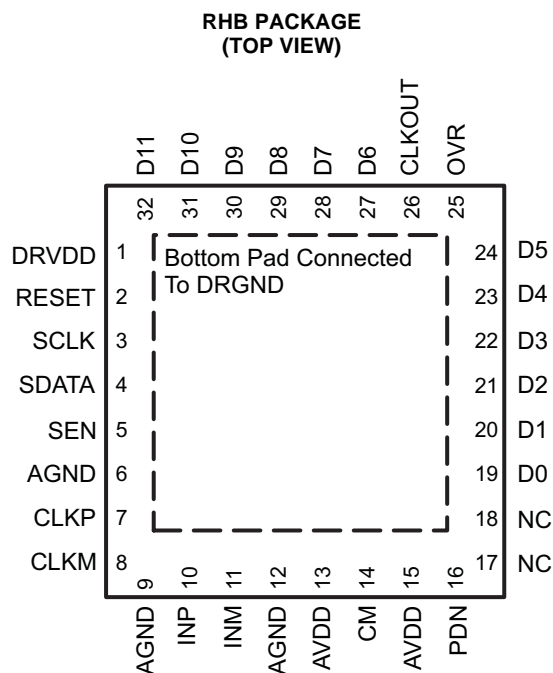 RHB PACKAGE
(TOP VIEW)
D11 D10 D9 D8 D7 D6 CLKOUT OVR
32 31 30 29 28 27 26 25
DRVDD 1 Bottom Pad Connected 24 D5
To DRGND
RESET 2 23 D4
SCLK 3 22 D3
SDATA 4 21 D2
SEN 5 20 D1
AGND 6 19 D0
CLKP 7 18 NC
CLKM 8 17 NC
9 10 11 12 13 14 15 16
AGND INP INM AGND AVDD CM AVDD PDN